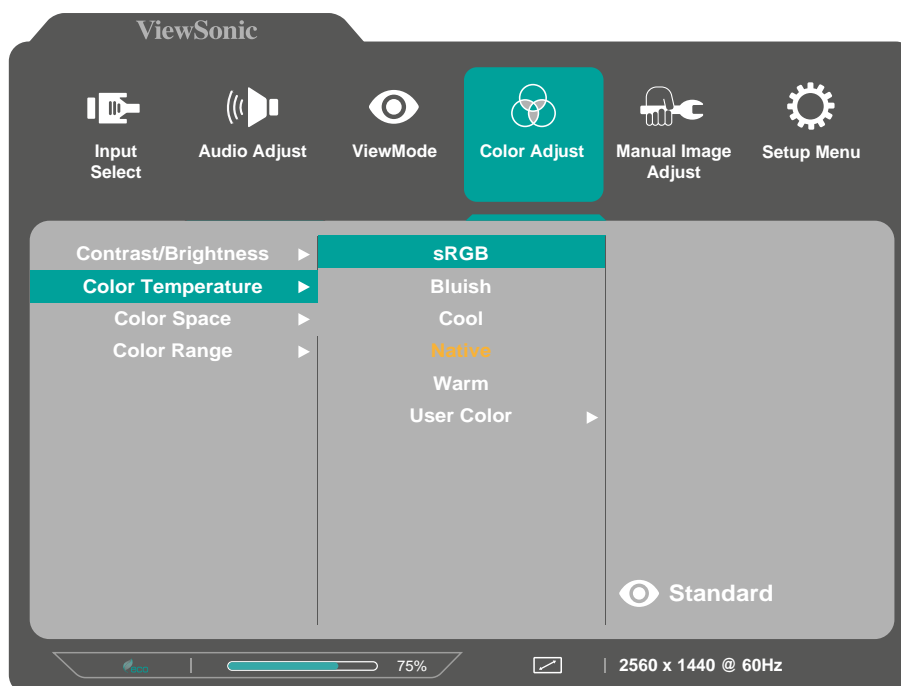 ViewSonic
Input
Select
Audio Adjust
ViewMode
Color Adjust
Manual Image
Adjust
Setup Menu
Contrast/Brightness
Color Temperature
Color Space
Color Range
sRGB
Bluish
Cool
Native
Warm
User Color
Standard
eco
75%
2560 x 1440 @ 60Hz